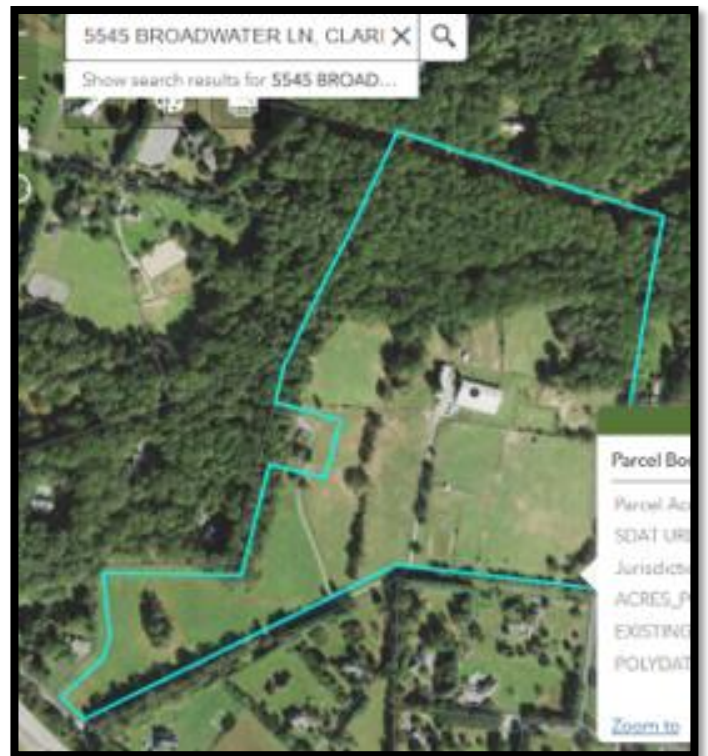 5545 BROADWATER LN, CLARI
Show search results for 5545 BROAD...
Parcel Bo
Parcel Ac
SDAT UR
Jurisdicti
ACRES_P
EXISTING
POLYDAT
Zoom to